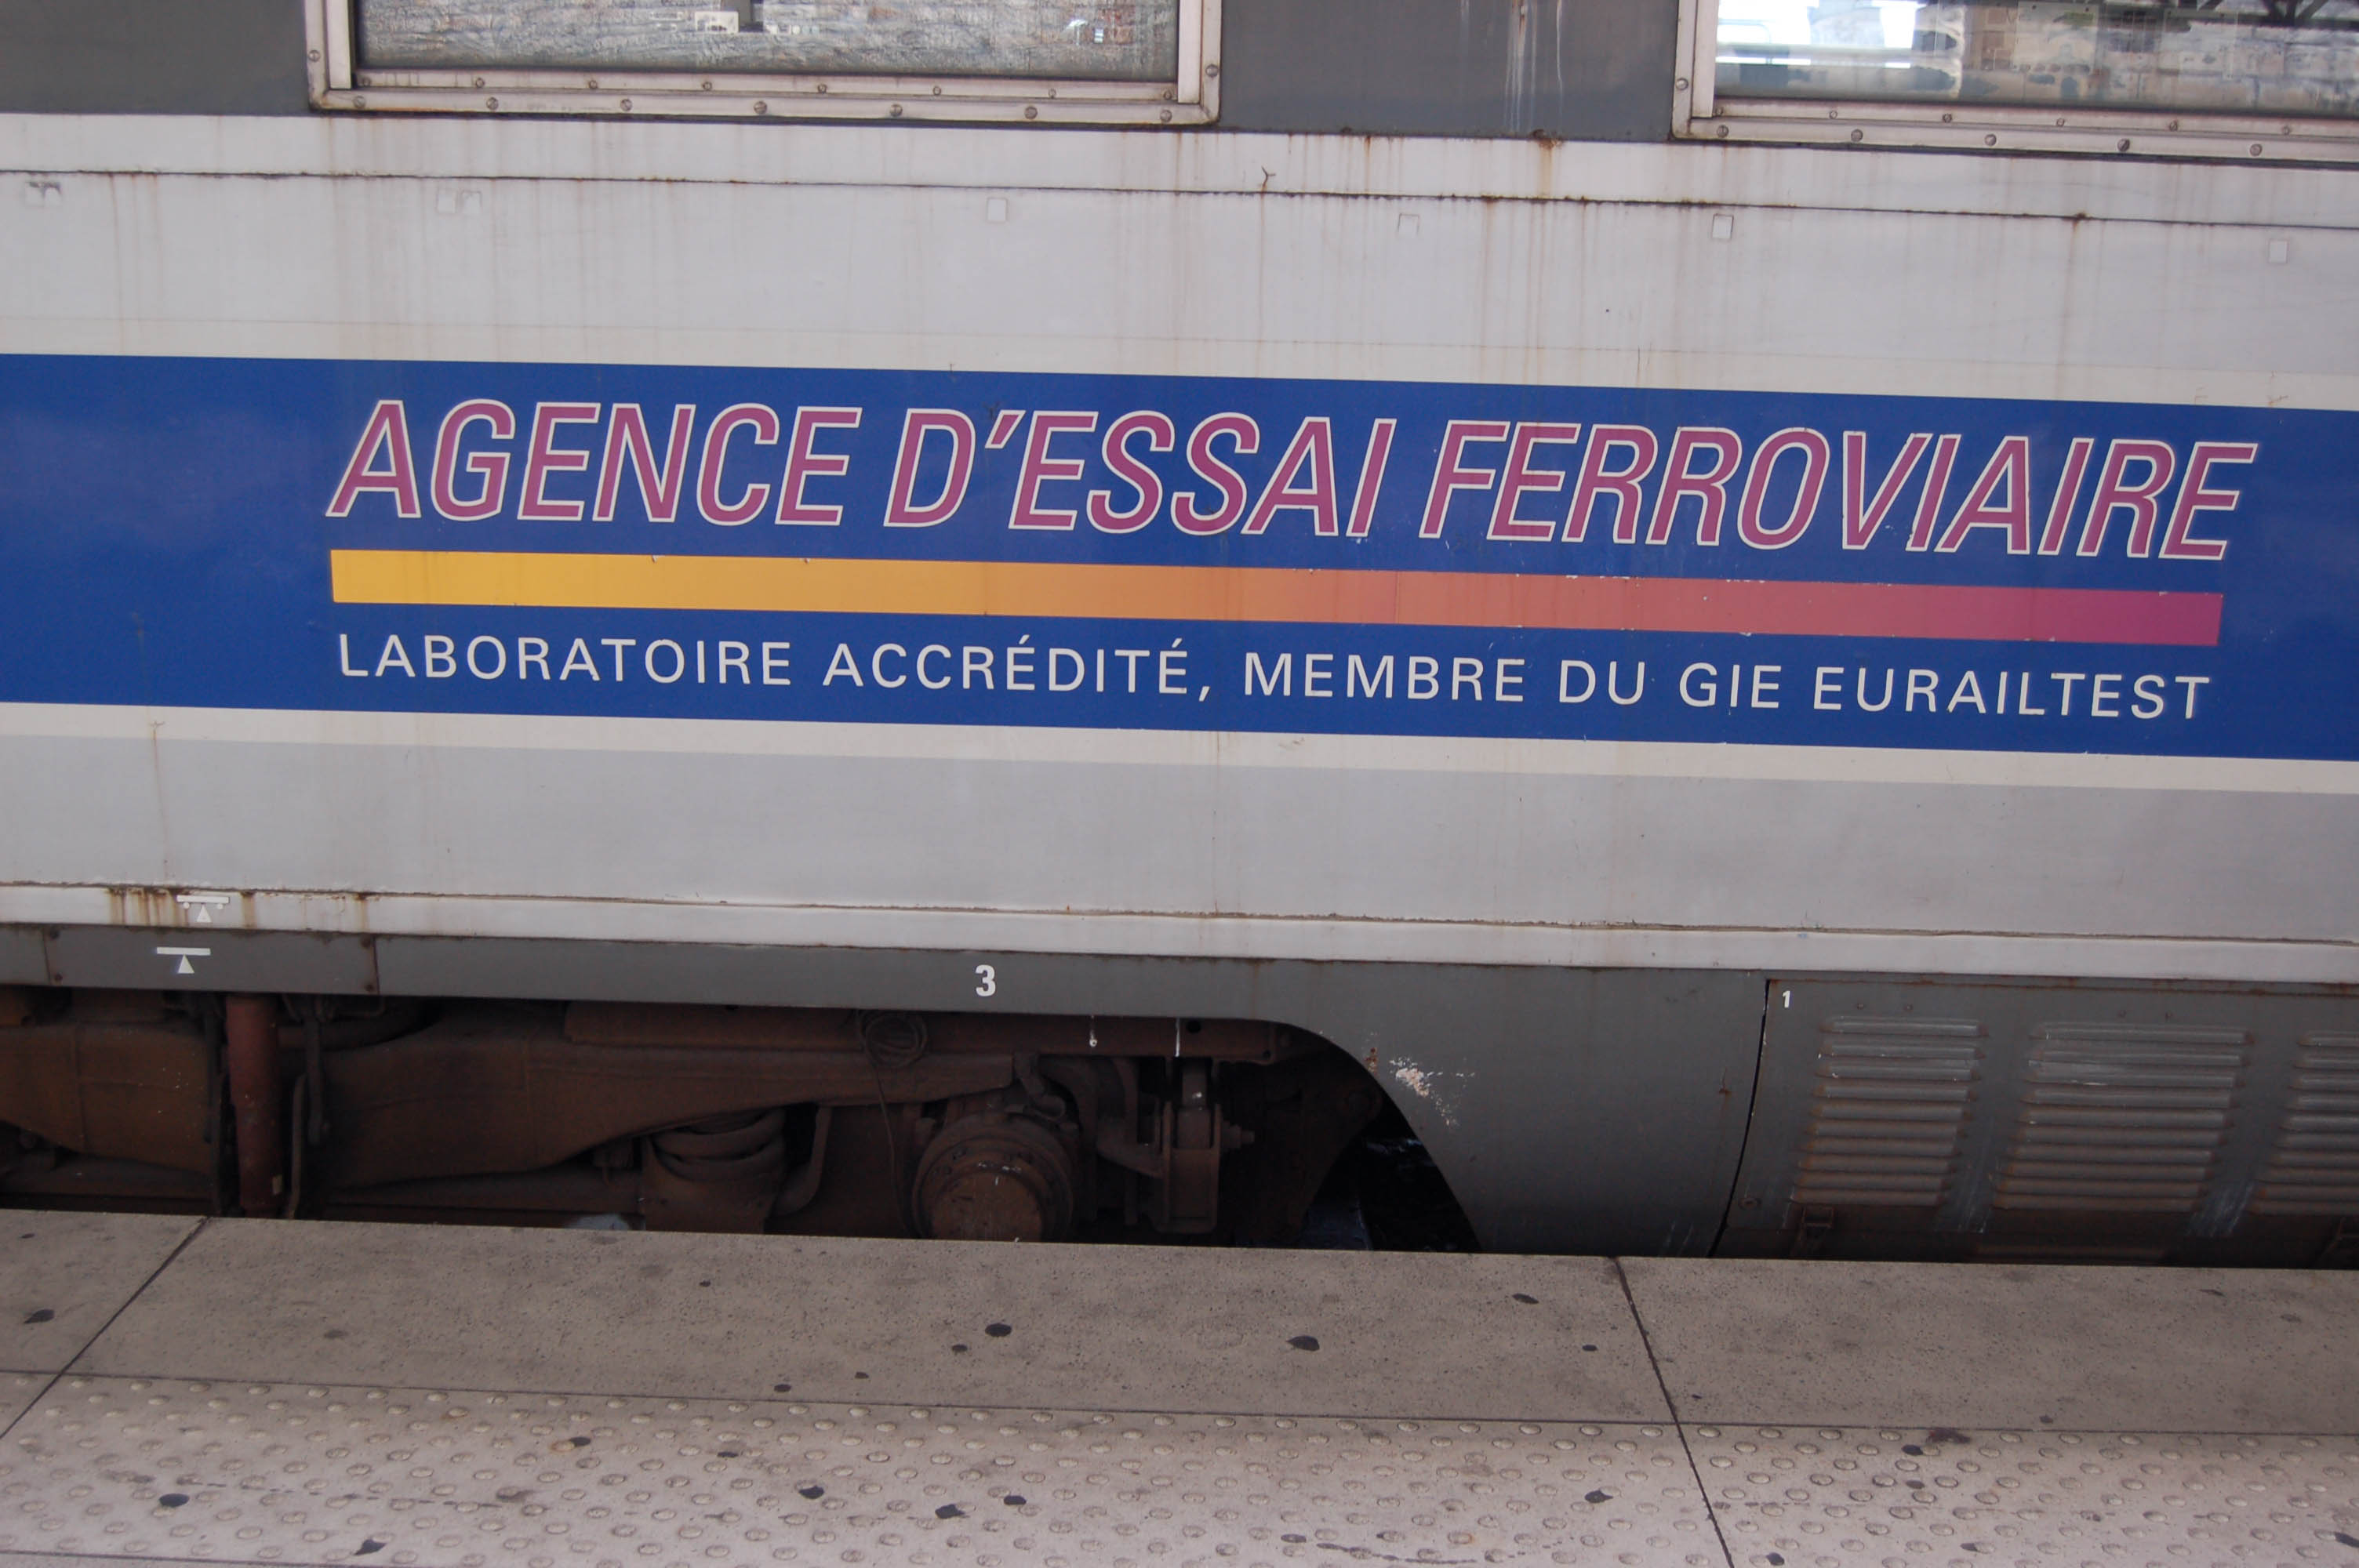 AGENCE D'ESSAI FERROVIAIRE
LABORATOIRE ACCRÉDITÉ, MEMBRE DU GIE EURAILTEST
3
1